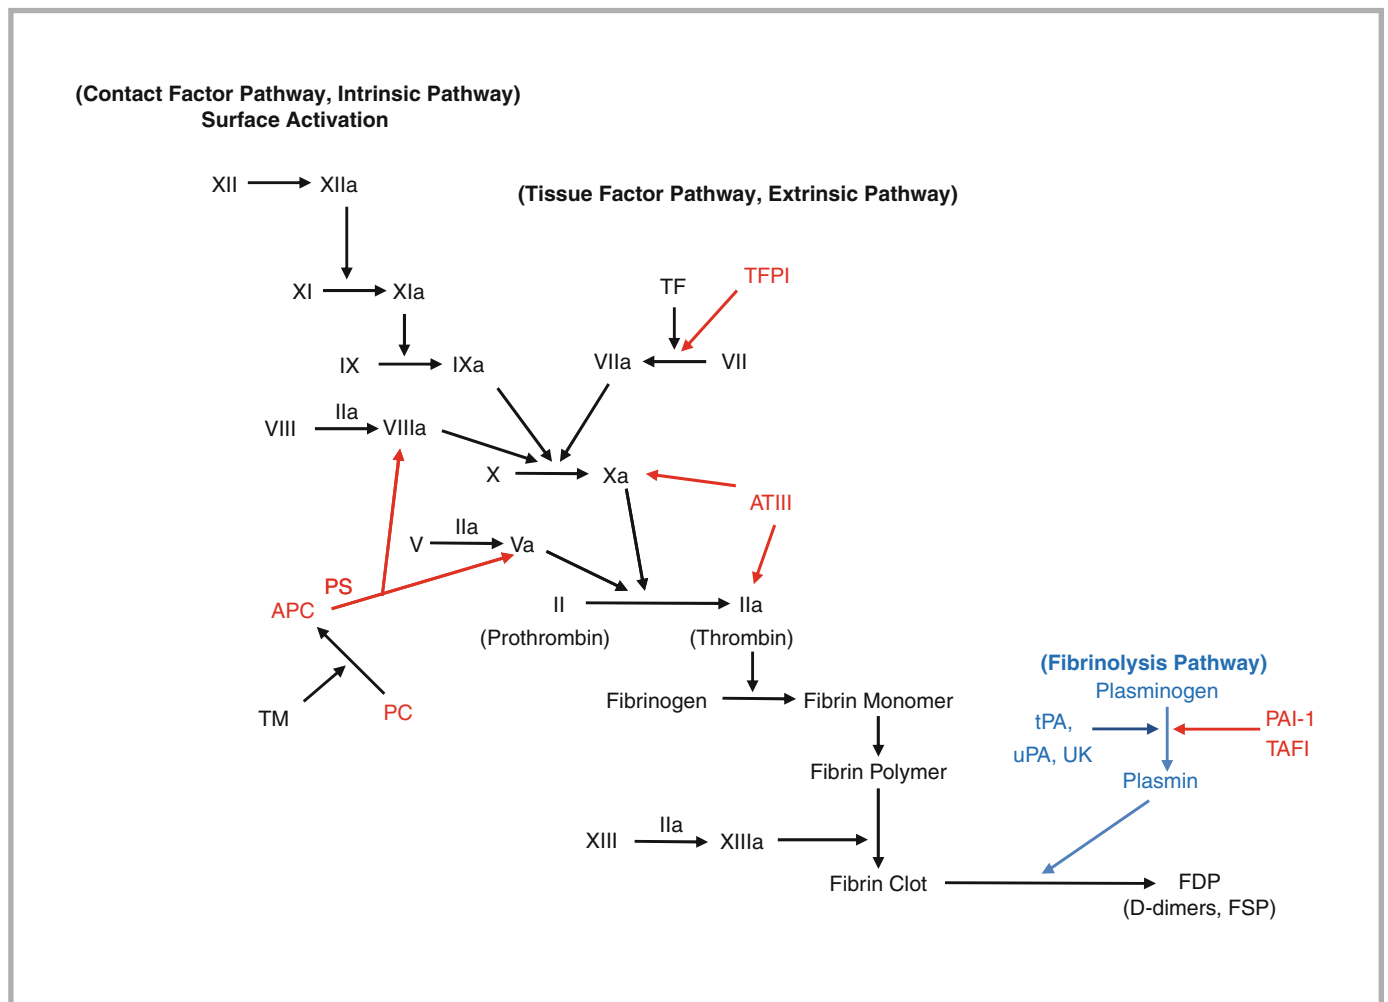 (Contact Factor Pathway, Intrinsic Pathway)
Surface Activation
XII XIIa
(Tissue Factor Pathway, Extrinsic Pathway)
TFPI
TF
XI XIa
IX IXa
VIIa VII
IIa
VIII VIIIa
X Xa
ATIII
IIa
V Va
PS
APC
II IIa
(Prothrombin) (Thrombin)
(Fibrinolysis Pathway)
Plasminogen
Fibrinogen Fibrin Monomer
TM PC
tPA, PAI-1
uPA, UK TAFI
Fibrin Polymer
Plasmin
IIa
XIII XIIIa
Fibrin Clot FDP
(D-dimers, FSP)